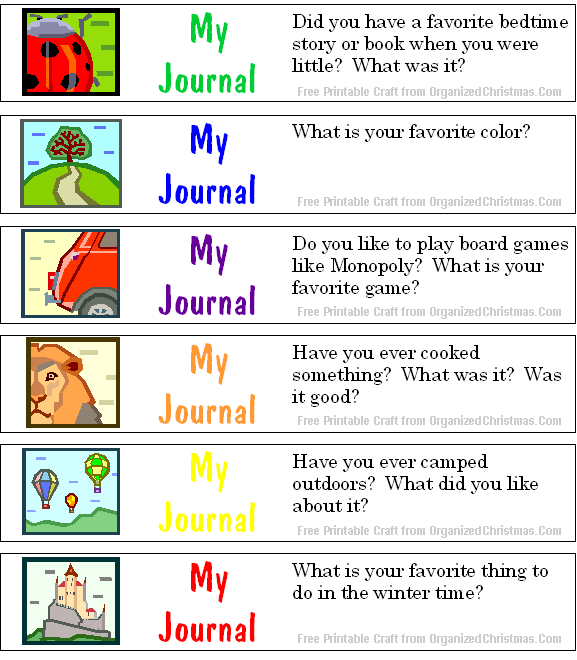 My
Journal
Did you have a favorite bedtime
story or book when you were
little?  What was it?
Free Printable Craft from OrganizedChristmas.Com
My
Journal
What is your favorite color?
Free Printable Craft from OrganizedChristmas.Com
My
Journal
Do you like to play board games
like Monopoly?  What is your
favorite game?
Free Printable Craft from OrganizedChristmas.Com
My
Journal
Have you ever cooked
something?  What was it?  Was
it good?
Free Printable Craft from OrganizedChristmas.Com
My
Journal
Have you ever camped
outdoors?  What did you like
about it?
Free Printable Craft from OrganizedChristmas.Com
My
Journal
What is your favorite thing to
do in the winter time?
Free Printable Craft from OrganizedChristmas.Com